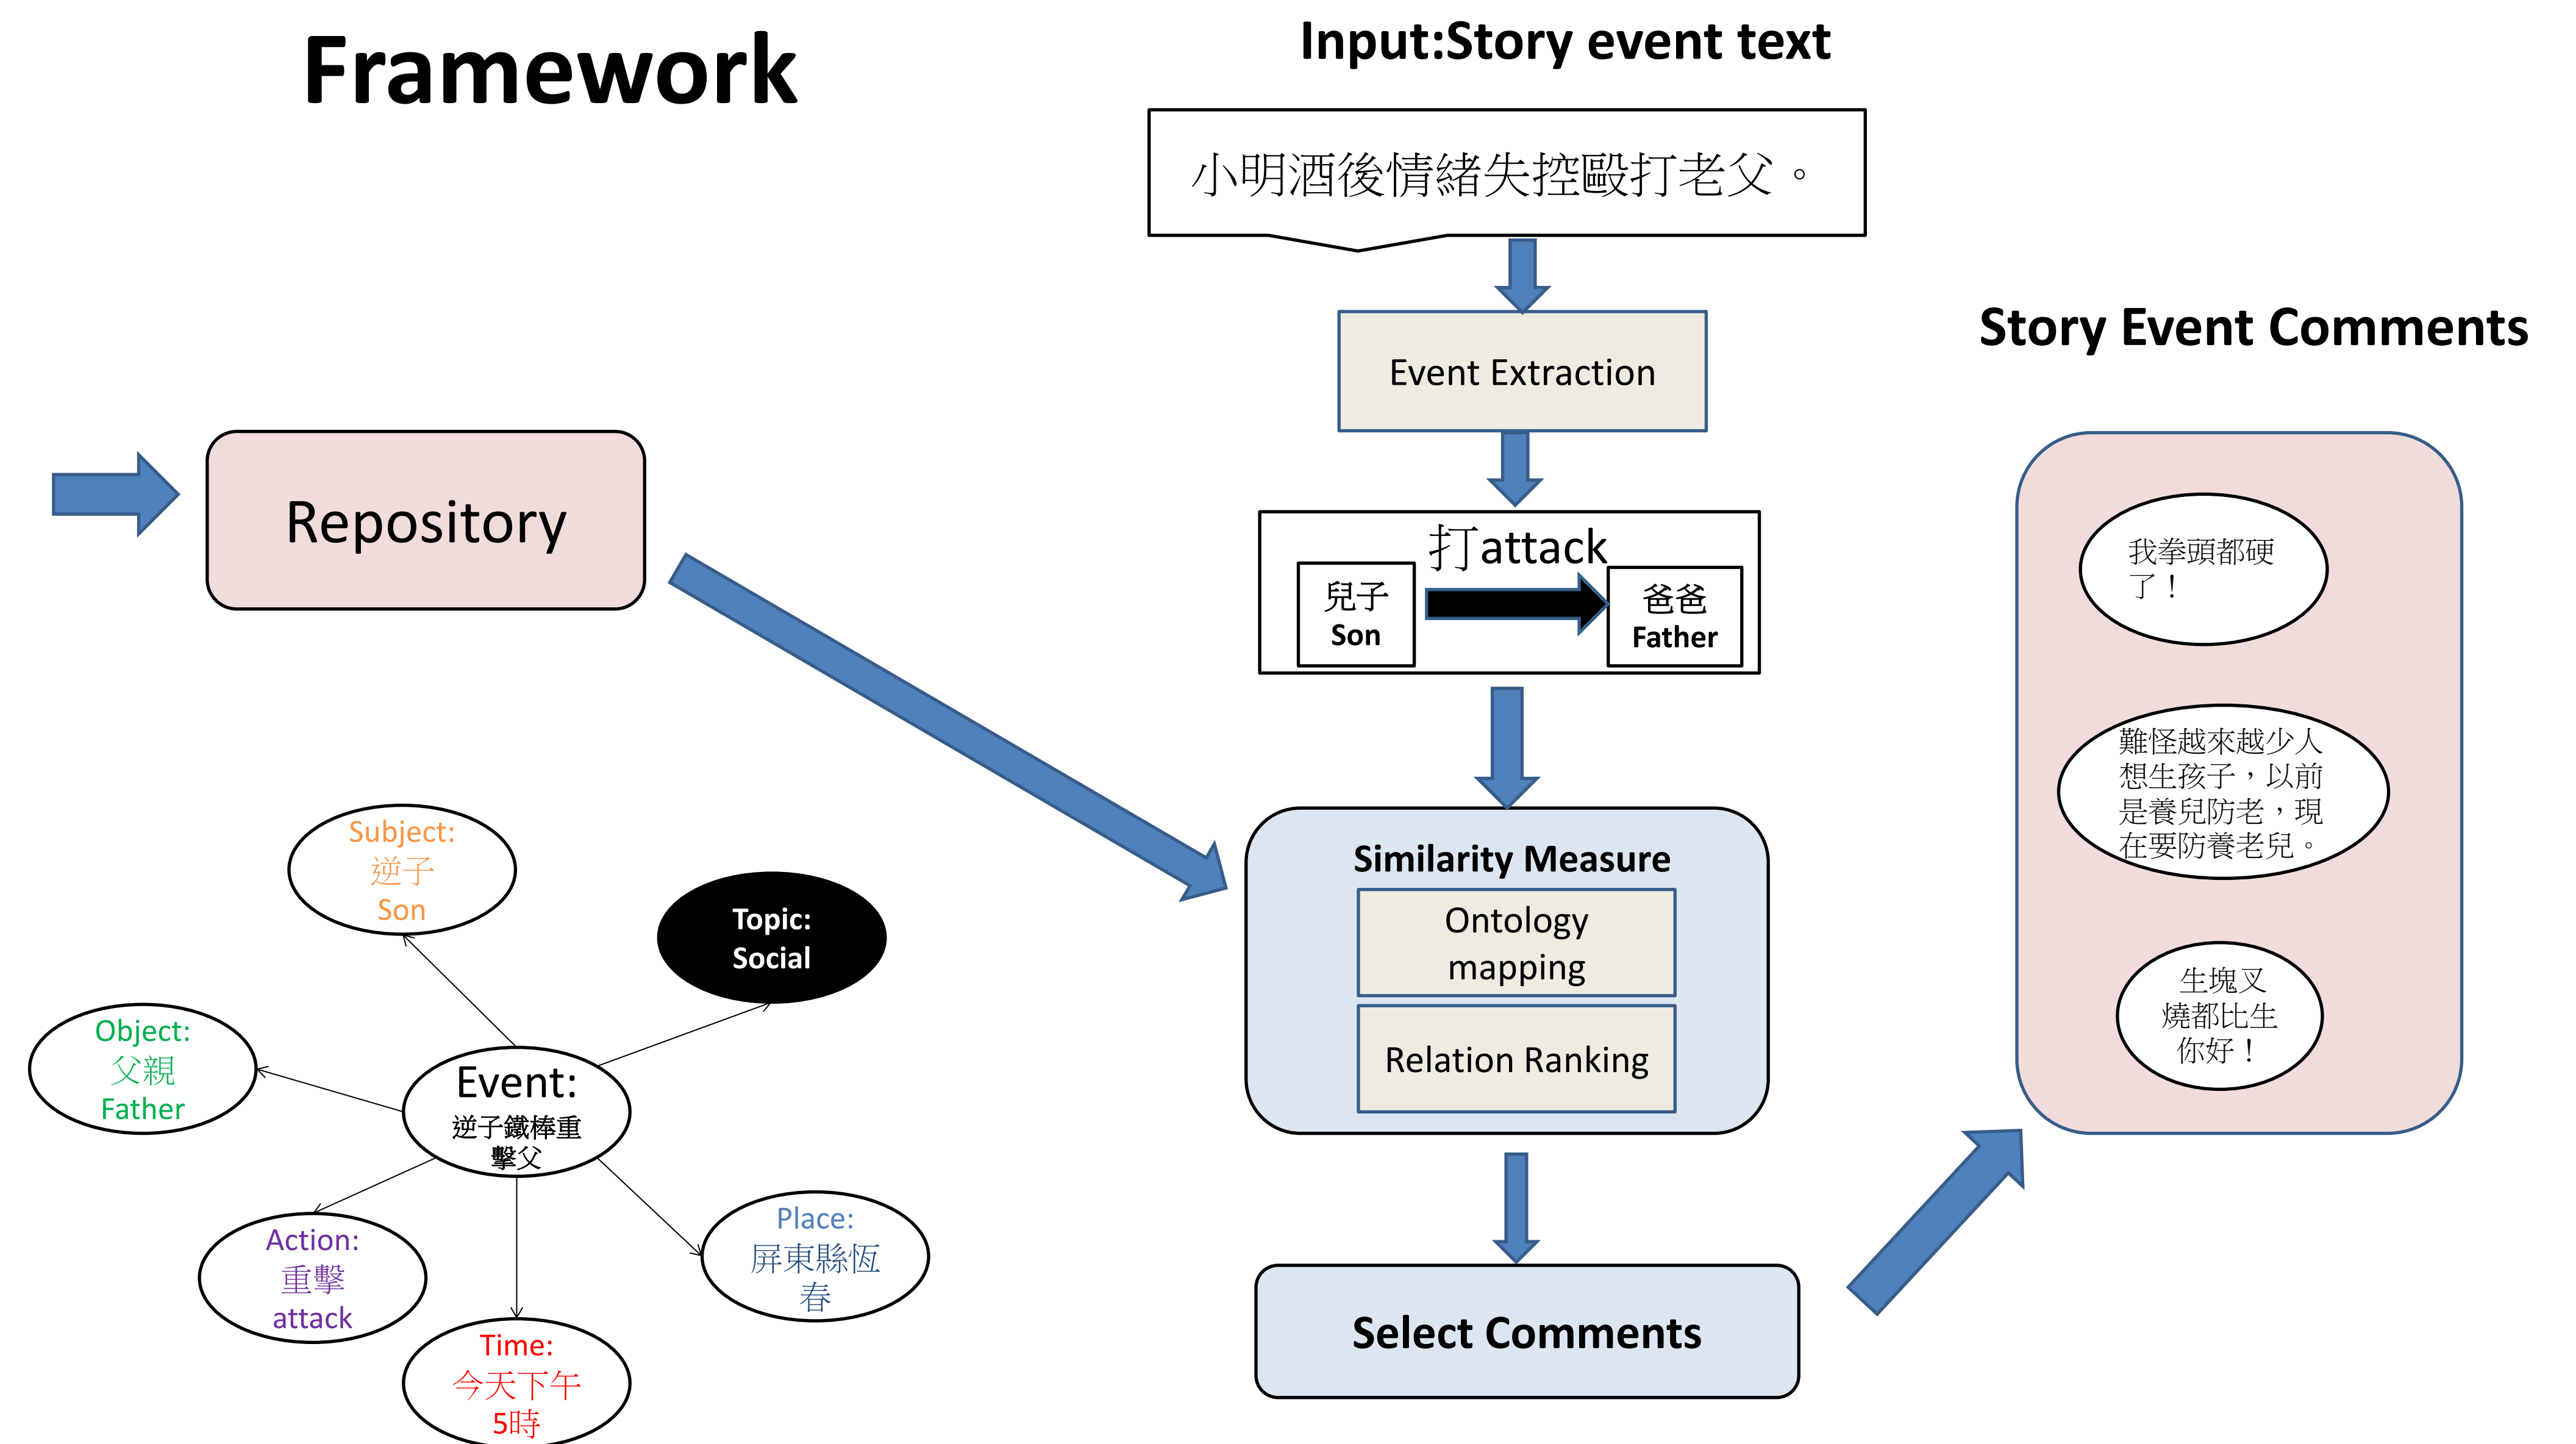 Framework
Input:Story event text
小明酒後情緒失控毆打老父。
Event Extraction
Story Event Comments
Repository
打attack
兒子
Son
爸爸
Father
我拳頭都硬
了！
難怪越來越少人
想生孩子，以前
是養兒防老，現
在要防養老兒。
生塊叉
燒都比生
你好！
Similarity Measure
Ontology
mapping
Relation Ranking
Select Comments
Subject:
逆子
Son
Topic:
Social
Object:
父親
Father
Event:
逆子鐵棒重
擊父
Action:
重擊
attack
Time:
今天下午
5時
Place:
屏東縣恆
春